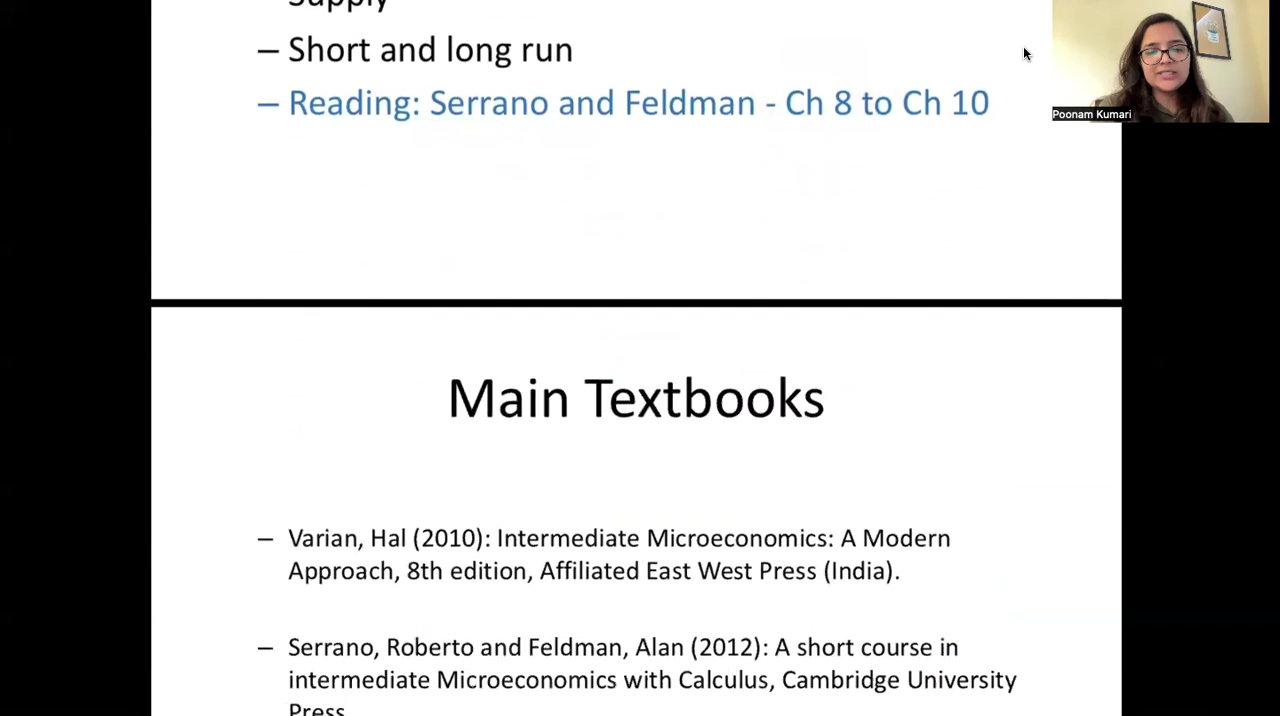 Supply
– Short and long run
– Reading: Serrano and Feldman - Ch 8 to Ch 10
Poonam Kumari
Main Textbooks
– Varian, Hal (2010): Intermediate Microeconomics: A Modern
Approach, 8th edition, Affiliated East West Press (India).
– Serrano, Roberto and Feldman, Alan (2012): A short course in
intermediate Microeconomics with Calculus, Cambridge University
Press